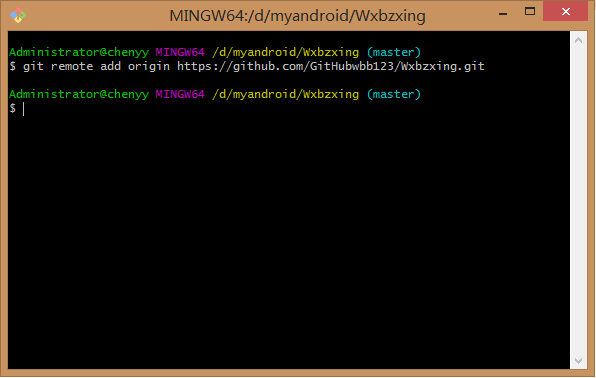 MINGW64:/d/myandroid/Wxbzxing
Administrator@chenyy MINGW64 /d/myandroid/Wxbzxing (master)
$ git remote add origin https://github.com/GitHubwbb123/Wxbzxing.git
Administrator@chenyy MINGW64 /d/myandroid/Wxbzxing (master)
$